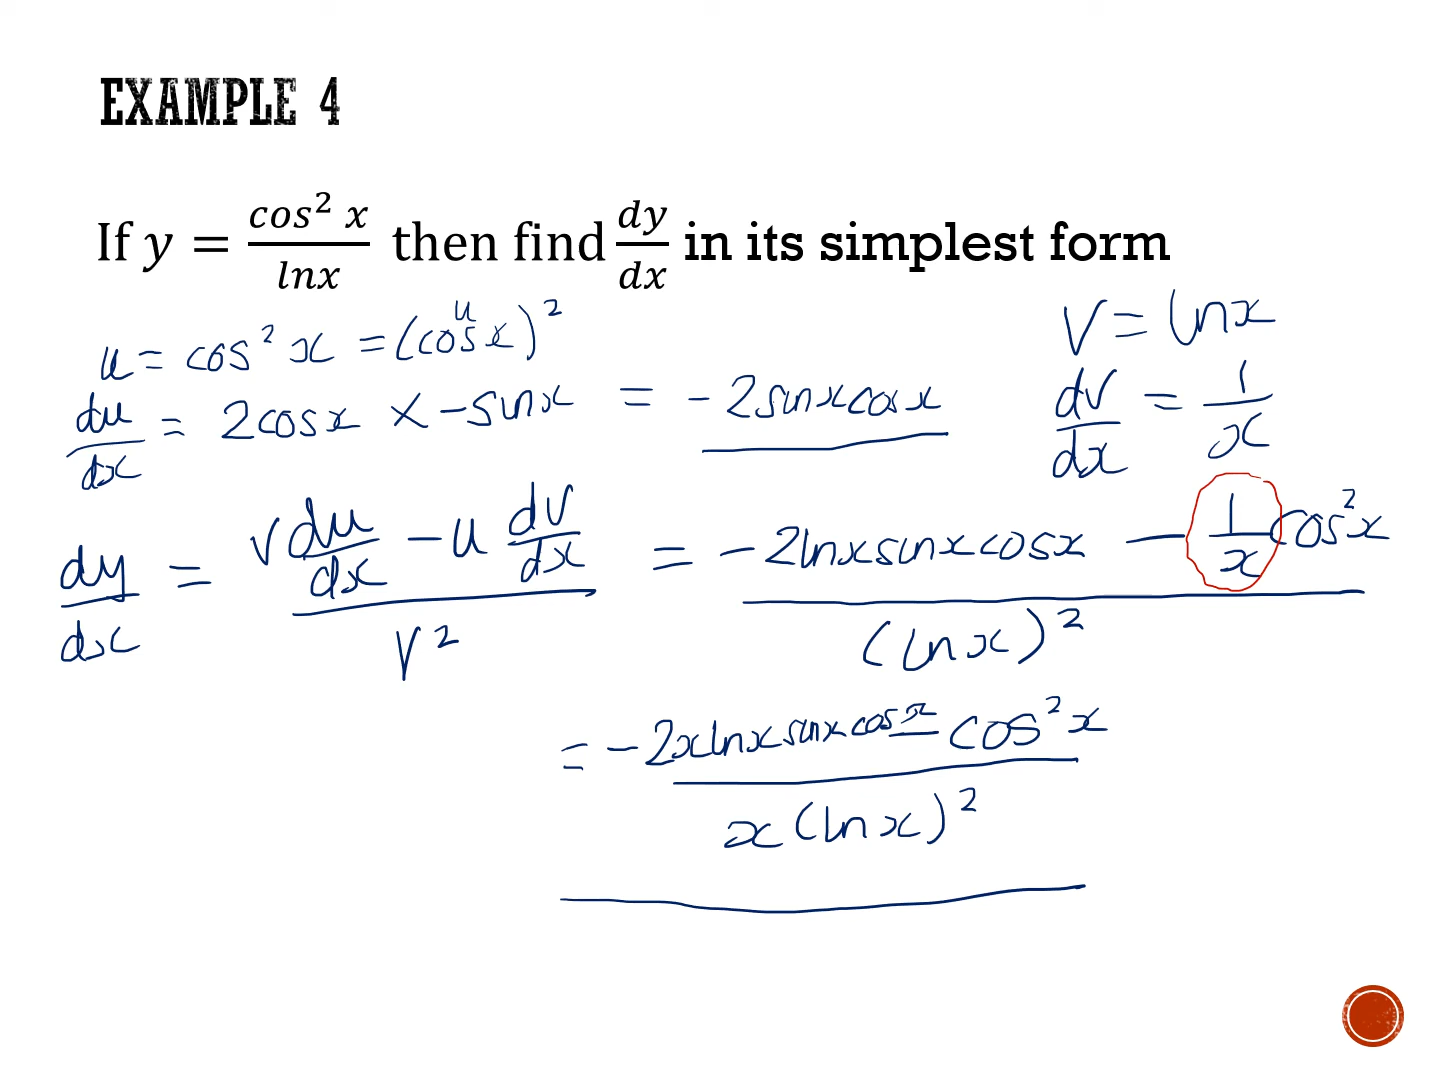 EXAMPLE 4
If y = cos² x / lnx then find dy/dx in its simplest form
u = cos² x = (cos x)² u
du/dx = 2cosx × -sinx = -2sinxcosx
V = lnx
dv/dx = 1/x
dy/dx = (V du/dx - u dv/dx) / V² = (-2lnxsinxcosx - 1/x cos²x) / (lnx)²
= (-2xlnxsinxcosx - cos²x) / x(lnx)²